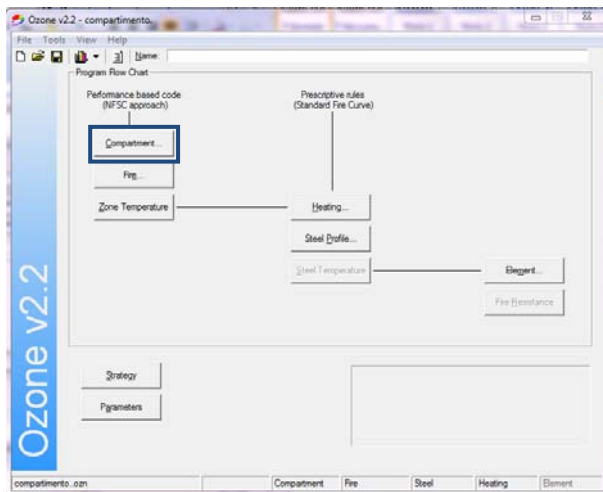 Ozone v2.2 - compartimento.
File Tools View Help
Name:
Program Flow Chart
Performance based code
(NFSC approach)
Prescriptive rules
(Standard Fire Curve)
Compartment...
Fire...
Zone Temperature
Heating...
Steel Profile...
Steel Temperature
Element...
Fire Resistance
Strategy
Parameters
Ozone v2.2
compartimento..ozn
Compartment Fire Steel Heating Element